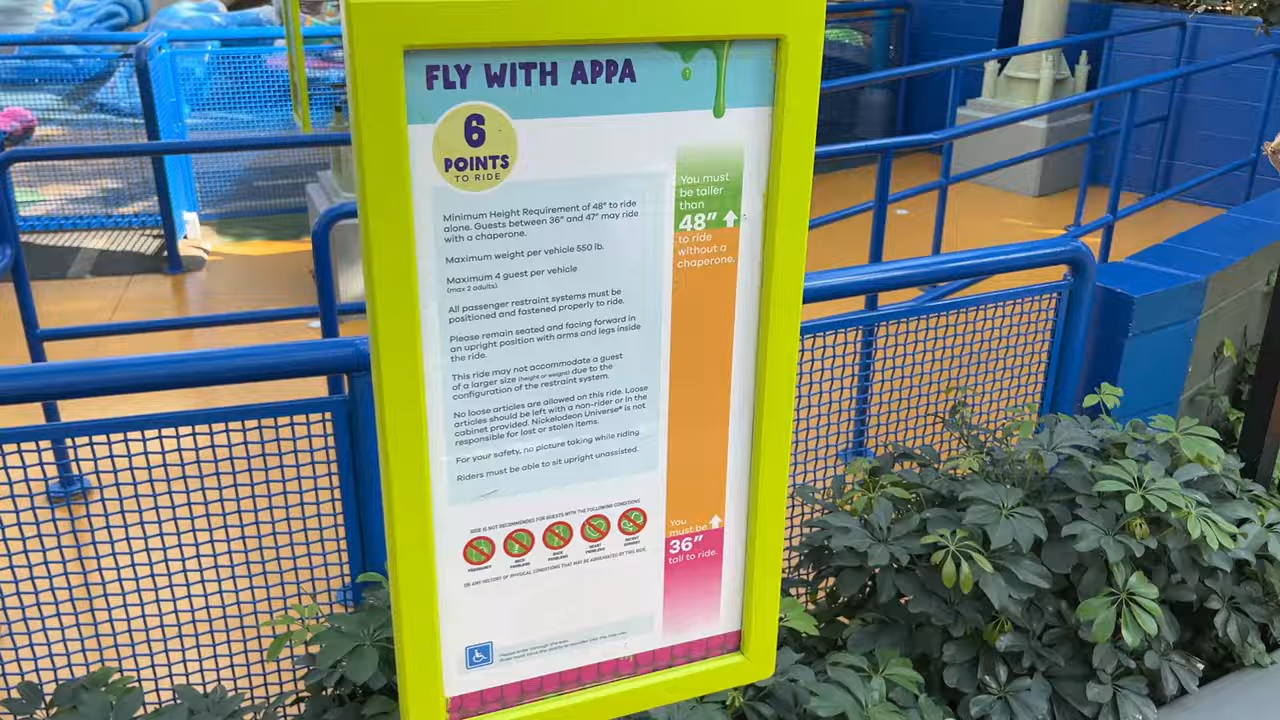 FLY WITH APPA
6
POINTS
TO RIDE
Minimum Height Requirement of 48" to ride
alone. Guests between 36" and 47" may ride
with a chaperone.
Maximum weight per vehicle 550 lb.
Maximum 4 guest per vehicle
(max 2 adults).
All passenger restraint systems must be
positioned and fastened properly to ride.
Please remain seated and facing forward in
an upright position with arms and legs inside
the ride.
This ride may not accommodate a guest
of a larger size (height or weight) due to the
configuration of the restraint system.
No loose articles are allowed on this ride. Loose
articles should be left with a non-rider or in the
cabinet provided. Nickelodeon Universe® is not
responsible for lost or stolen items.
For your safety, no picture taking while riding.
Riders must be able to sit upright unassisted.
RIDE IS NOT RECOMMENDED FOR GUESTS WITH THE FOLLOWING CONDITIONS
PREGNANCY
NECK
PROBLEMS
BACK
PROBLEMS
HEART
PROBLEMS
RECENT
SURGERY
OR ANY HISTORY OF PHYSICAL CONDITIONS THAT MAY BE AGGRAVATED BY THIS RIDE.
You must
be taller
than
48"
to ride
without a
chaperone.
You
must be
36"
tall to ride.